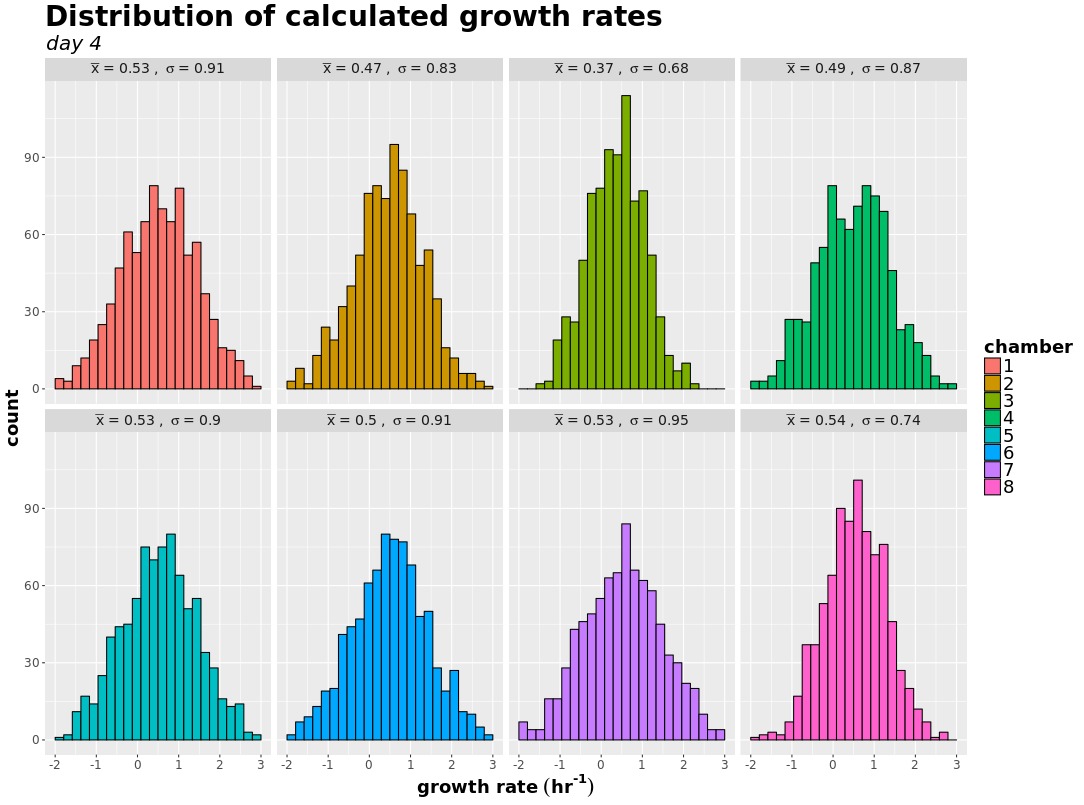 Distribution of calculated growth rates
day 4
x̅ = 0.53 ,  σ = 0.91
x̅ = 0.47 ,  σ = 0.83
x̅ = 0.37 ,  σ = 0.68
x̅ = 0.49 ,  σ = 0.87
90
60
30
0
x̅ = 0.53 ,  σ = 0.9
x̅ = 0.5 ,  σ = 0.91
x̅ = 0.53 ,  σ = 0.95
x̅ = 0.54 ,  σ = 0.74
90
60
30
0
-2 -1 0 1 2 3
-2 -1 0 1 2 3
-2 -1 0 1 2 3
-2 -1 0 1 2 3
growth rate (hr⁻¹)
count
chamber
1
2
3
4
5
6
7
8